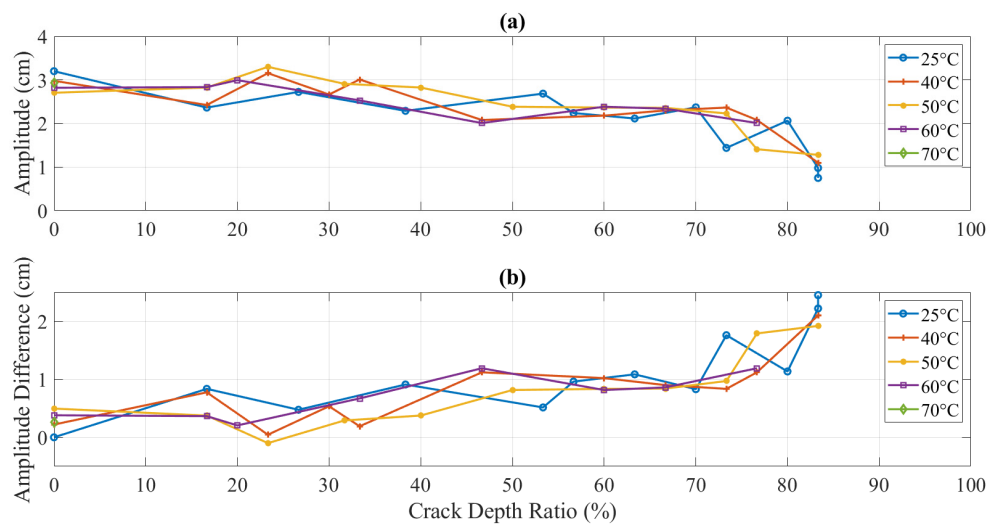 (a)
Amplitude (cm)
4
3
2
1
0
0 10 20 30 40 50 60 70 80 90 100
25°C
40°C
50°C
60°C
70°C
(b)
Amplitude Difference (cm)
2
1
0
0 10 20 30 40 50 60 70 80 90 100
25°C
40°C
50°C
60°C
70°C
Crack Depth Ratio (%)